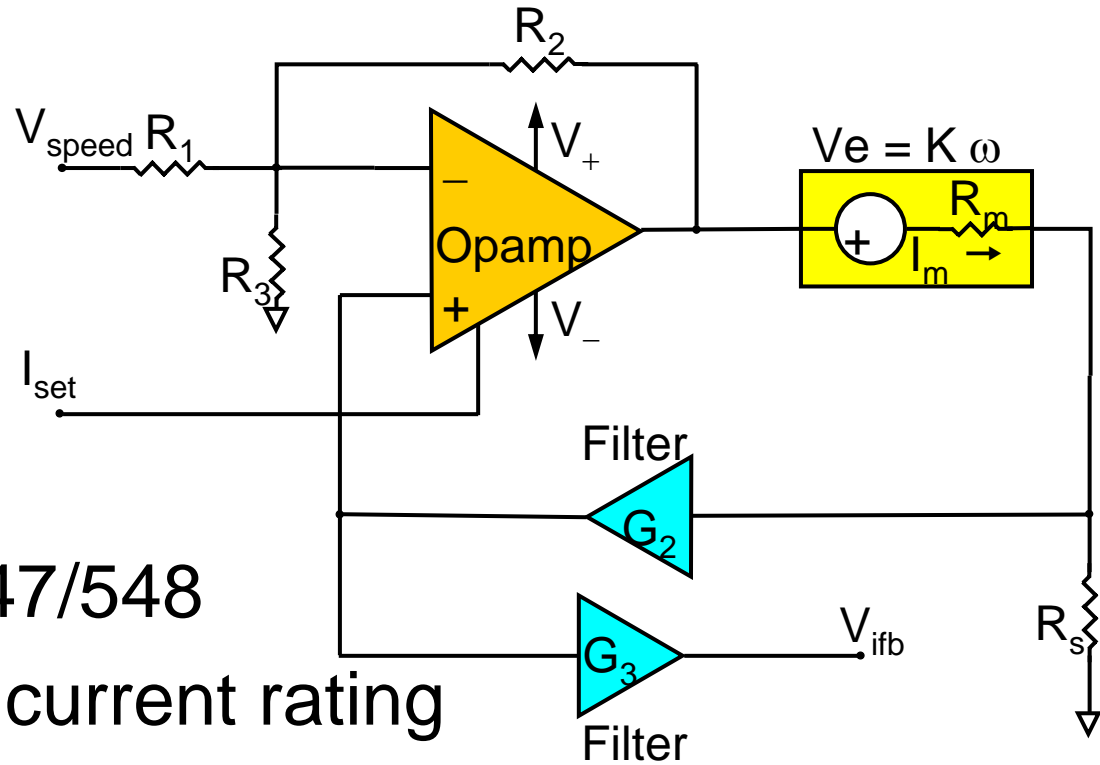 R2
Vspeed R1
V+
Ve = K ω
−
Opamp
Rm
+
Im
R3
+
V−
Iset
Filter
G2
47/548
G3
Vifb
Rs
current rating
Filter